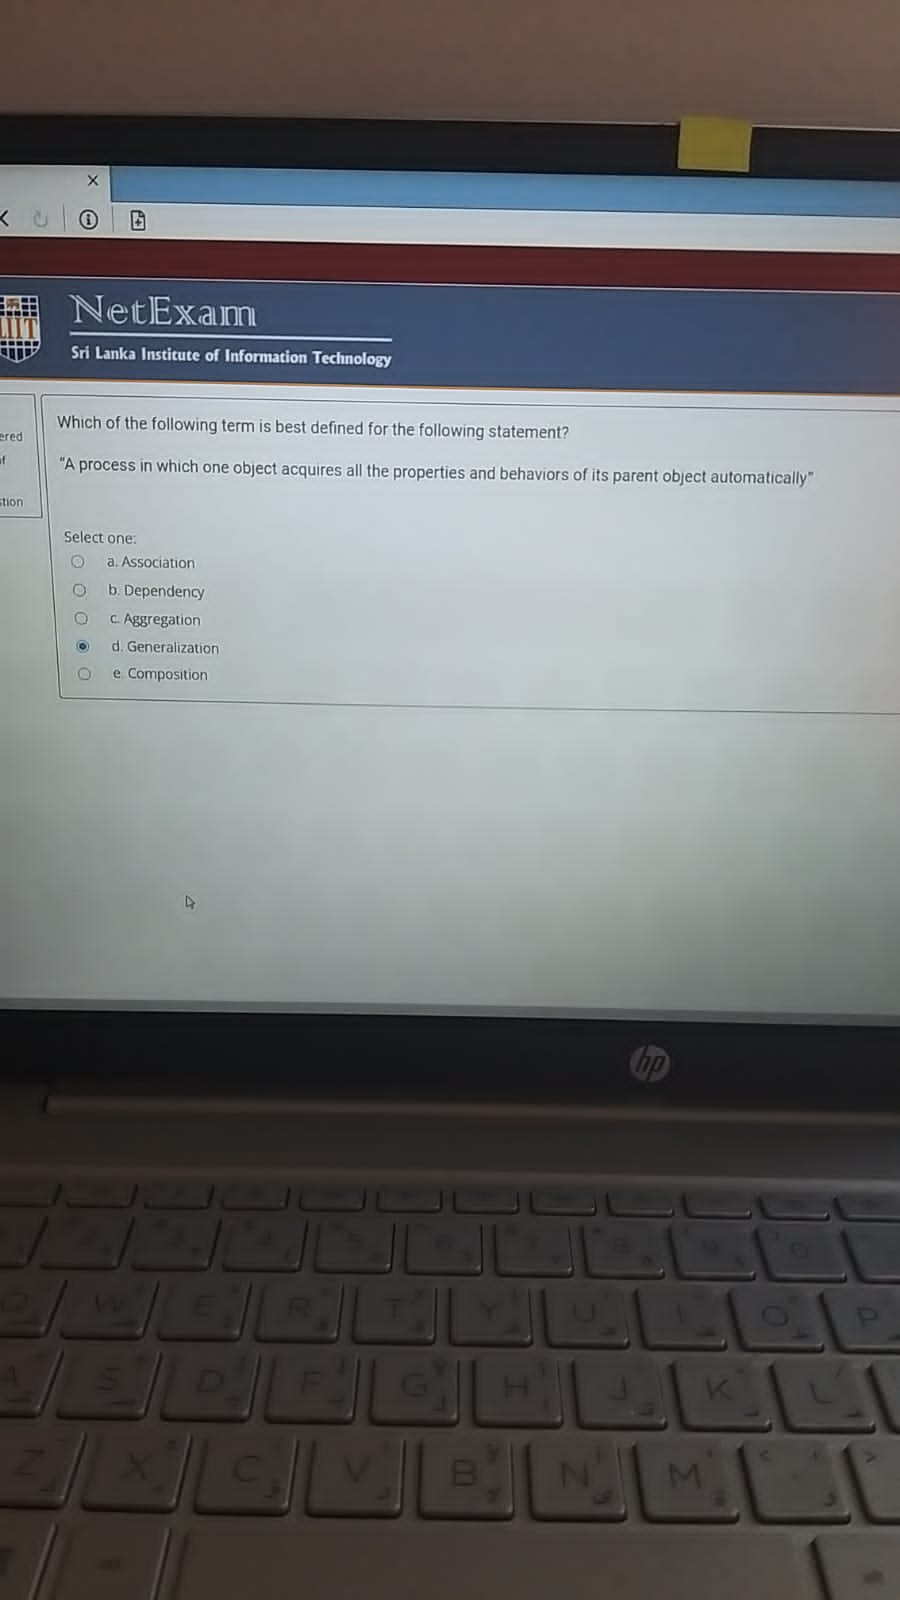 NetExam
Sri Lanka Institute of Information Technology
ered
of
stion
Which of the following term is best defined for the following statement?
"A process in which one object acquires all the properties and behaviors of its parent object automatically"
Select one:
a. Association
b. Dependency
c. Aggregation
d. Generalization
e. Composition
hp
Q W E R T Y U I O P
A S D F G H J K L
Z X C V B N M < >